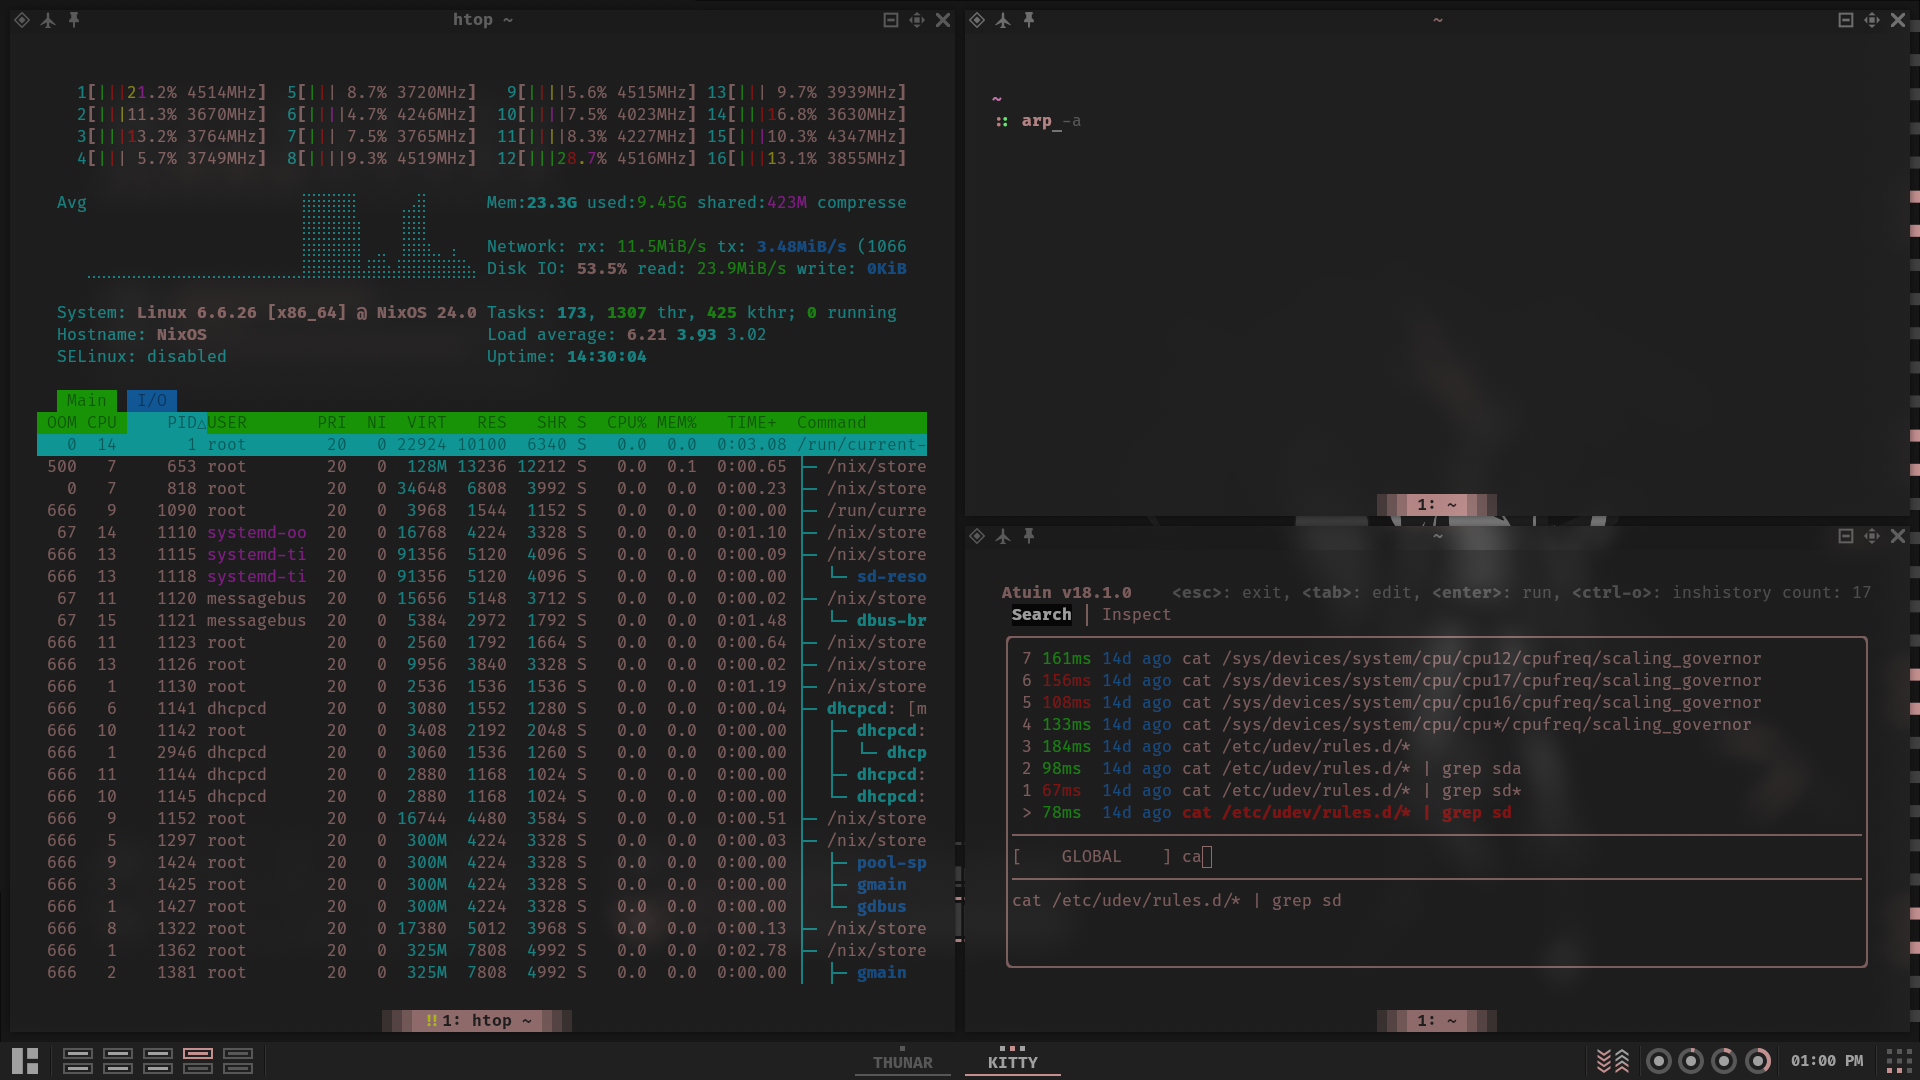 htop ~
1[|||21.2% 4514MHz] 5[||| 8.7% 3720MHz] 9[||||5.6% 4515MHz] 13[||| 9.7% 3939MHz]
2[|||11.3% 3670MHz] 6[||||4.7% 4246MHz] 10[||||7.5% 4023MHz] 14[|||16.8% 3630MHz]
3[|||13.2% 3764MHz] 7[||| 7.5% 3765MHz] 11[||||8.3% 4227MHz] 15[|||10.3% 4347MHz]
4[||| 5.7% 3749MHz] 8[||||9.3% 4519MHz] 12[|||28.7% 4516MHz] 16[|||13.1% 3855MHz]
Avg
Mem:23.3G used:9.45G shared:423M compresse
Network: rx: 11.5MiB/s tx: 3.48MiB/s (1066
Disk IO: 53.5% read: 23.9MiB/s write: 0KiB
System: Linux 6.6.26 [x86_64] @ NixOS 24.0
Hostname: NixOS
SELinux: disabled
Tasks: 173, 1307 thr, 425 kthr; 0 running
Load average: 6.21 3.93 3.02
Uptime: 14:30:04
Main I/O
OOM CPU PID△USER PRI NI VIRT RES SHR S CPU% MEM% TIME+ Command
0 14 1 root 20 0 22924 10100 6340 S 0.0 0.0 0:03.08 /run/current-
500 7 653 root 20 0 128M 13236 12212 S 0.0 0.1 0:00.65 ├─ /nix/store
0 7 818 root 20 0 34648 6808 3992 S 0.0 0.0 0:00.23 ├─ /nix/store
666 9 1090 root 20 0 3968 1544 1152 S 0.0 0.0 0:00.00 ├─ /run/curre
67 14 1110 systemd-oo 20 0 16768 4224 3328 S 0.0 0.0 0:01.10 ├─ /nix/store
666 13 1115 systemd-ti 20 0 91356 5120 4096 S 0.0 0.0 0:00.09 ├─ /nix/store
666 13 1118 systemd-ti 20 0 91356 5120 4096 S 0.0 0.0 0:00.00 │ └─ sd-reso
67 11 1120 messagebus 20 0 15656 5148 3712 S 0.0 0.0 0:00.02 ├─ /nix/store
67 15 1121 messagebus 20 0 5384 2972 1792 S 0.0 0.0 0:01.48 │ └─ dbus-br
666 11 1123 root 20 0 2560 1792 1664 S 0.0 0.0 0:00.64 ├─ /nix/store
666 13 1126 root 20 0 9956 3840 3328 S 0.0 0.0 0:00.02 ├─ /nix/store
666 1 1130 root 20 0 2536 1536 1536 S 0.0 0.0 0:01.19 ├─ /nix/store
666 6 1141 dhcpcd 20 0 3080 1552 1280 S 0.0 0.0 0:00.04 ├─ dhcpcd: [m
666 10 1142 root 20 0 3408 2192 2048 S 0.0 0.0 0:00.00 │ ├─ dhcpcd:
666 1 2946 dhcpcd 20 0 3060 1536 1260 S 0.0 0.0 0:00.00 │ │ └─ dhcp
666 11 1144 dhcpcd 20 0 2880 1168 1024 S 0.0 0.0 0:00.00 │ ├─ dhcpcd:
666 10 1145 dhcpcd 20 0 2880 1168 1024 S 0.0 0.0 0:00.00 │ └─ dhcpcd:
666 9 1152 root 20 0 16744 4480 3584 S 0.0 0.0 0:00.51 ├─ /nix/store
666 5 1297 root 20 0 300M 4224 3328 S 0.0 0.0 0:00.03 ├─ /nix/store
666 9 1424 root 20 0 300M 4224 3328 S 0.0 0.0 0:00.00 │ ├─ pool-sp
666 3 1425 root 20 0 300M 4224 3328 S 0.0 0.0 0:00.00 │ ├─ gmain
666 1 1427 root 20 0 300M 4224 3328 S 0.0 0.0 0:00.00 │ └─ gdbus
666 8 1322 root 20 0 17380 5012 3968 S 0.0 0.0 0:00.13 ├─ /nix/store
666 1 1362 root 20 0 325M 7808 4992 S 0.0 0.0 0:02.78 ├─ /nix/store
666 2 1381 root 20 0 325M 7808 4992 S 0.0 0.0 0:00.00 │ ├─ gmain
‼1: htop ~
~
~
:: arp_-a
1: ~
~
Atuin v18.1.0 <esc>: exit, <tab>: edit, <enter>: run, <ctrl-o>: inshistory count: 17
Search | Inspect
7 161ms 14d ago cat /sys/devices/system/cpu/cpu12/cpufreq/scaling_governor
6 156ms 14d ago cat /sys/devices/system/cpu/cpu17/cpufreq/scaling_governor
5 108ms 14d ago cat /sys/devices/system/cpu/cpu16/cpufreq/scaling_governor
4 133ms 14d ago cat /sys/devices/system/cpu/cpu*/cpufreq/scaling_governor
3 184ms 14d ago cat /etc/udev/rules.d/*
2 98ms 14d ago cat /etc/udev/rules.d/* | grep sda
1 67ms 14d ago cat /etc/udev/rules.d/* | grep sd*
> 78ms 14d ago cat /etc/udev/rules.d/* | grep sd
[ GLOBAL ] ca
cat /etc/udev/rules.d/* | grep sd
1: ~
THUNAR KITTY 01:00 PM